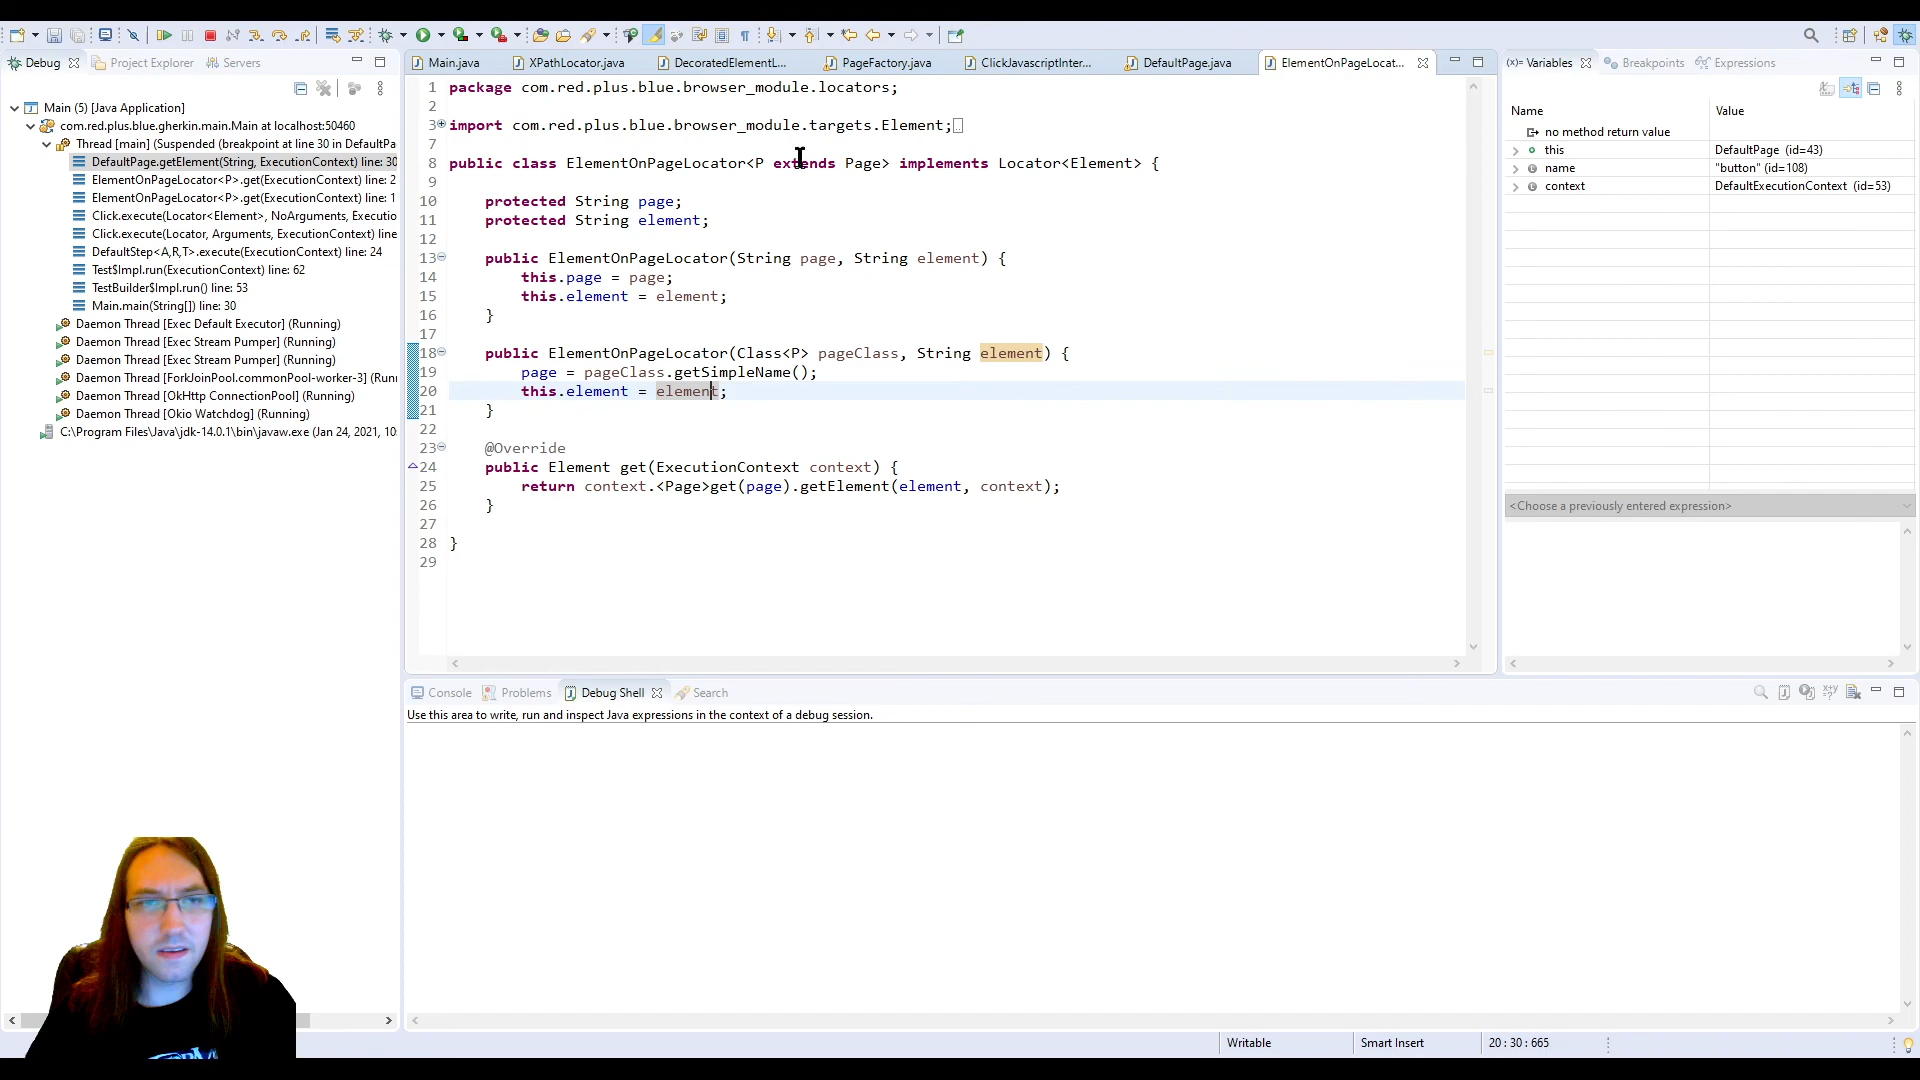 Debug
Project Explorer
Servers
Main (5) [Java Application]
com.red.plus.blue.gherkin.main.Main at localhost:50460
Thread [main] (Suspended (breakpoint at line 30 in DefaultPa
DefaultPage.getElement(String, ExecutionContext) line: 30
ElementOnPageLocator<P>.get(ExecutionContext) line: 2
ElementOnPageLocator<P>.get(ExecutionContext) line: 1
Click.execute(Locator<Element>, NoArguments, Executio
Click.execute(Locator, Arguments, ExecutionContext) line
DefaultStep<A,R,T>.execute(ExecutionContext) line: 24
Test$Impl.run(ExecutionContext) line: 62
TestBuilder$Impl.run() line: 53
Main.main(String[]) line: 30
Daemon Thread [Exec Default Executor] (Running)
Daemon Thread [Exec Stream Pumper] (Running)
Daemon Thread [Exec Stream Pumper] (Running)
Daemon Thread [ForkJoinPool.commonPool-worker-3] (Runn
Daemon Thread [OkHttp ConnectionPool] (Running)
Daemon Thread [Okio Watchdog] (Running)
C:\Program Files\Java\jdk-14.0.1\bin\javaw.exe (Jan 24, 2021, 10:
Main.java
XPathLocator.java
DecoratedElementL...
PageFactory.java
ClickJavascriptInter...
DefaultPage.java
ElementOnPageLocat...
1 package com.red.plus.blue.browser_module.locators;
2
3 import com.red.plus.blue.browser_module.targets.Element;
7
8 public class ElementOnPageLocator<P extends Page> implements Locator<Element> {
9
10 protected String page;
11 protected String element;
12
13 public ElementOnPageLocator(String page, String element) {
14 this.page = page;
15 this.element = element;
16 }
17
18 public ElementOnPageLocator(Class<P> pageClass, String element) {
19 page = pageClass.getSimpleName();
20 this.element = element;
21 }
22
23 @Override
24 public Element get(ExecutionContext context) {
25 return context.<Page>get(page).getElement(element, context);
26 }
27
28 }
29
(x)= Variables
Breakpoints
Expressions
Name Value
no method return value
this DefaultPage (id=43)
name "button" (id=108)
context DefaultExecutionContext (id=53)
<Choose a previously entered expression>
Console
Problems
Debug Shell
Search
Use this area to write, run and inspect Java expressions in the context of a debug session.
Writable
Smart Insert
20 : 30 : 665